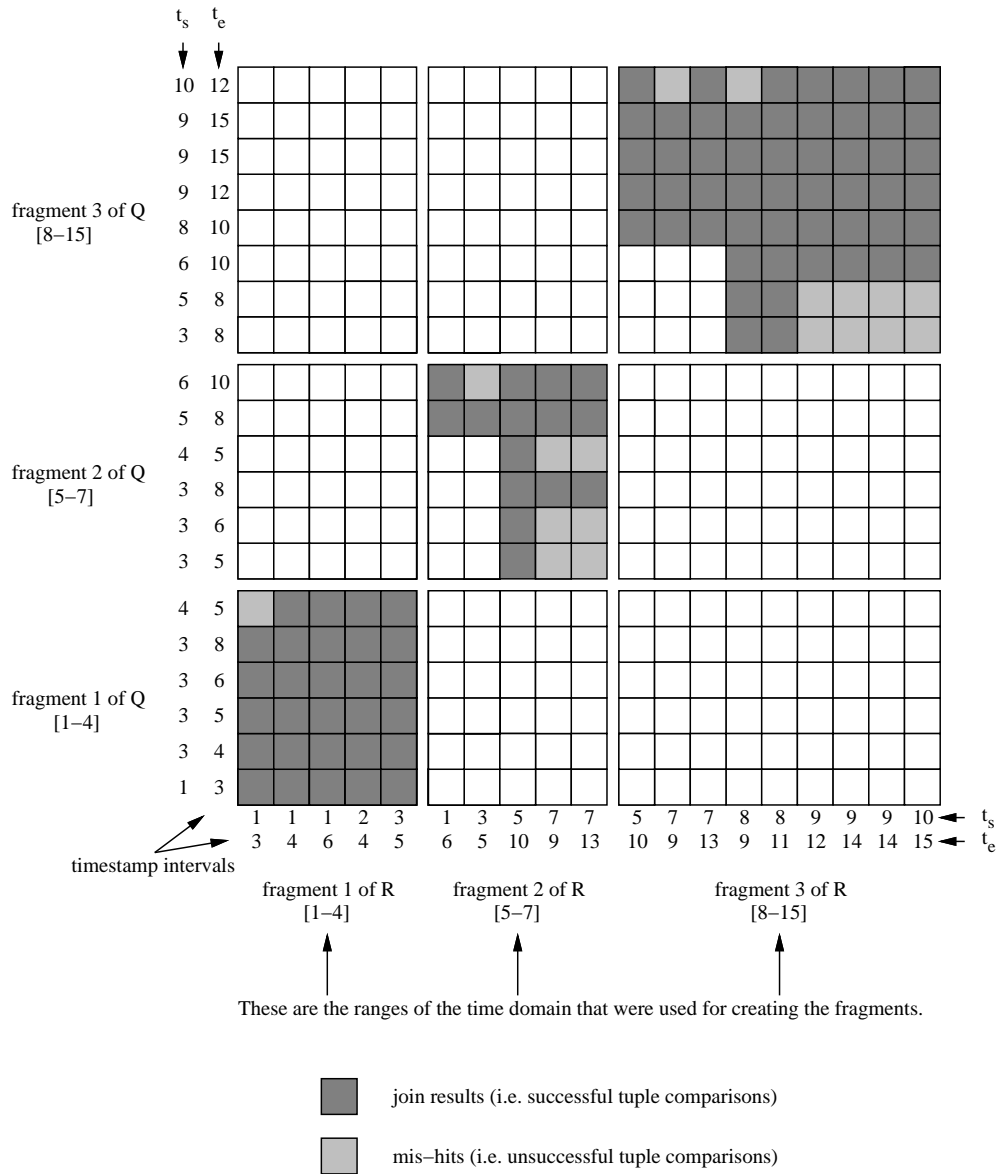 t_s t_e
10 12
9 15
9 15
9 12
fragment 3 of Q
[8–15]
8 10
6 10
5 8
3 8
6 10
5 8
4 5
fragment 2 of Q
[5–7]
3 8
3 6
3 5
4 5
3 8
3 6
fragment 1 of Q
[1–4]
3 5
3 4
1 3
1 1 1 2 3 1 3 5 7 7 5 7 7 8 8 9 9 9 10 t_s
3 4 6 4 5 6 5 10 9 13 10 9 13 9 11 12 14 14 15 t_e
timestamp intervals
fragment 1 of R
[1–4]
fragment 2 of R
[5–7]
fragment 3 of R
[8–15]
These are the ranges of the time domain that were used for creating the fragments.
join results (i.e. successful tuple comparisons)
mis–hits (i.e. unsuccessful tuple comparisons)